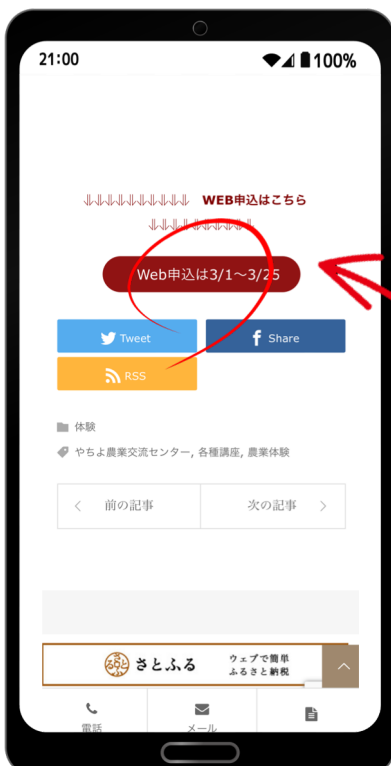 21:00
100%
⇓⇓⇓⇓⇓⇓⇓⇓⇓⇓ WEB申込はこちら
⇓⇓⇓⇓⇓⇓⇓⇓⇓⇓
Web申込は3/1～3/25
Tweet
Share
RSS
体験
やちよ農業交流センター, 各種講座, 農業体験
前の記事
次の記事
さとふる
ウェブで簡単
ふるさと納税
電話
メール